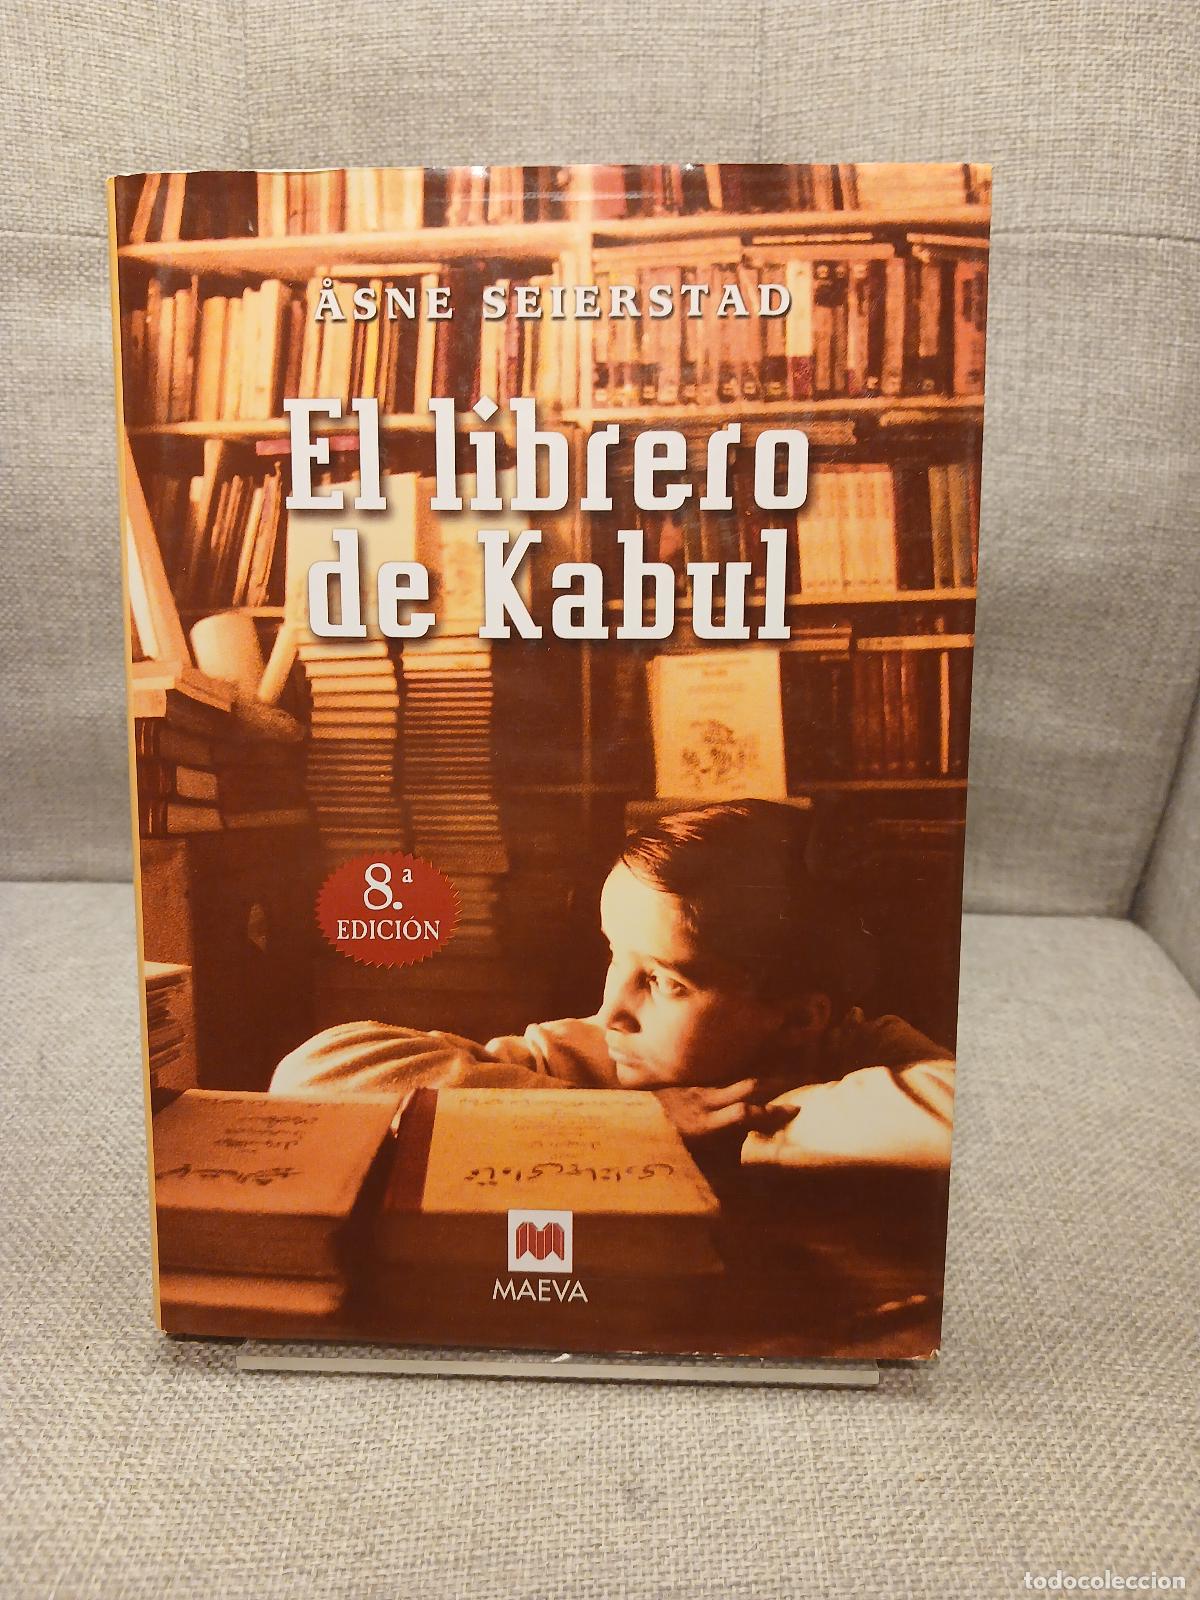 ÅSNE SEIERSTAD
El librero
de Kabul
8.ª
EDICIÓN
MAEVA
todocoleccion